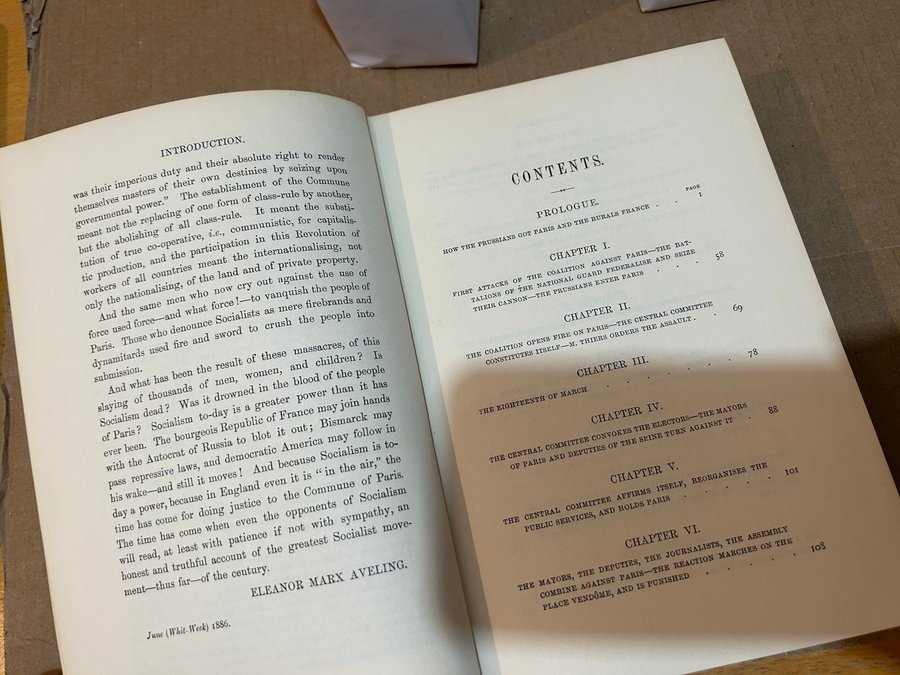 INTRODUCTION.
was their imperious duty and their absolute right to render
themselves masters of their own destinies by seizing upon
governmental power." The establishment of the Commune
meant not the replacing of one form of class-rule by another,
but the abolishing of all class-rule. It meant the substi-
tution of true co-operative, i.e., communistic, for capitalis-
tic production, and the participation in this Revolution of
workers of all countries meant the internationalising, not
only the nationalising, of the land and of private property.
And the same men who now cry out against the use of
force used force—and what force!—to vanquish the people of
Paris. Those who denounce Socialists as mere firebrands and
dynamitards used fire and sword to crush the people into
submission.
And what has been the result of these massacres, of this
slaying of thousands of men, women, and children? Is
Socialism dead? Was it drowned in the blood of the people
of Paris? Socialism to-day is a greater power than it has
ever been. The bourgeois Republic of France may join hands
with the Autocrat of Russia to blot it out; Bismarck may
pass repressive laws, and democratic America may follow in
his wake—and still it moves! And because Socialism is to-
day a power, because in England even it is "in the air," the
time has come for doing justice to the Commune of Paris.
The time has come when even the opponents of Socialism
will read, at least with patience if not with sympathy, an
honest and truthful account of the greatest Socialist move-
ment—thus far—of the century.
ELEANOR MARX AVELING.
June (Whit-Week) 1886.
CONTENTS.
PAGE
PROLOGUE.
HOW THE PRUSSIANS GOT PARIS AND THE RURALS FRANCE . . 1
CHAPTER I.
FIRST ATTACKS OF THE COALITION AGAINST PARIS—THE BAT-
TALIONS OF THE NATIONAL GUARD FEDERALISE AND SEIZE
THEIR CANNON—THE PRUSSIANS ENTER PARIS . . . 58
CHAPTER II.
THE COALITION OPENS FIRE ON PARIS—THE CENTRAL COMMITTEE
CONSTITUTES ITSELF—M. THIERS ORDERS THE ASSAULT . . 69
CHAPTER III.
THE EIGHTEENTH OF MARCH . . . . . . 78
CHAPTER IV.
THE CENTRAL COMMITTEE CONVOKES THE ELECTORS—THE MAYORS
OF PARIS AND DEPUTIES OF THE SEINE TURN AGAINST IT . 88
CHAPTER V.
THE CENTRAL COMMITTEE AFFIRMS ITSELF, REORGANISES THE
PUBLIC SERVICES, AND HOLDS PARIS . . . . 101
CHAPTER VI.
THE MAYORS, THE DEPUTIES, THE JOURNALISTS, THE ASSEMBLY
COMBINE AGAINST PARIS—THE REACTION MARCHES ON THE
PLACE VENDÔME, AND IS PUNISHED . . . . 108